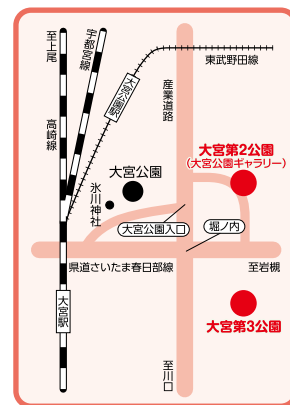 至上尾
宇都宮線
高崎線
大宮公園駅
東武野田線
産業道路
大宮第2公園
(大宮公園ギャラリー)
大宮公園
氷川神社
大宮公園入口
堀ノ内
県道さいたま春日部線
至岩槻
大宮駅
大宮第3公園
至川口